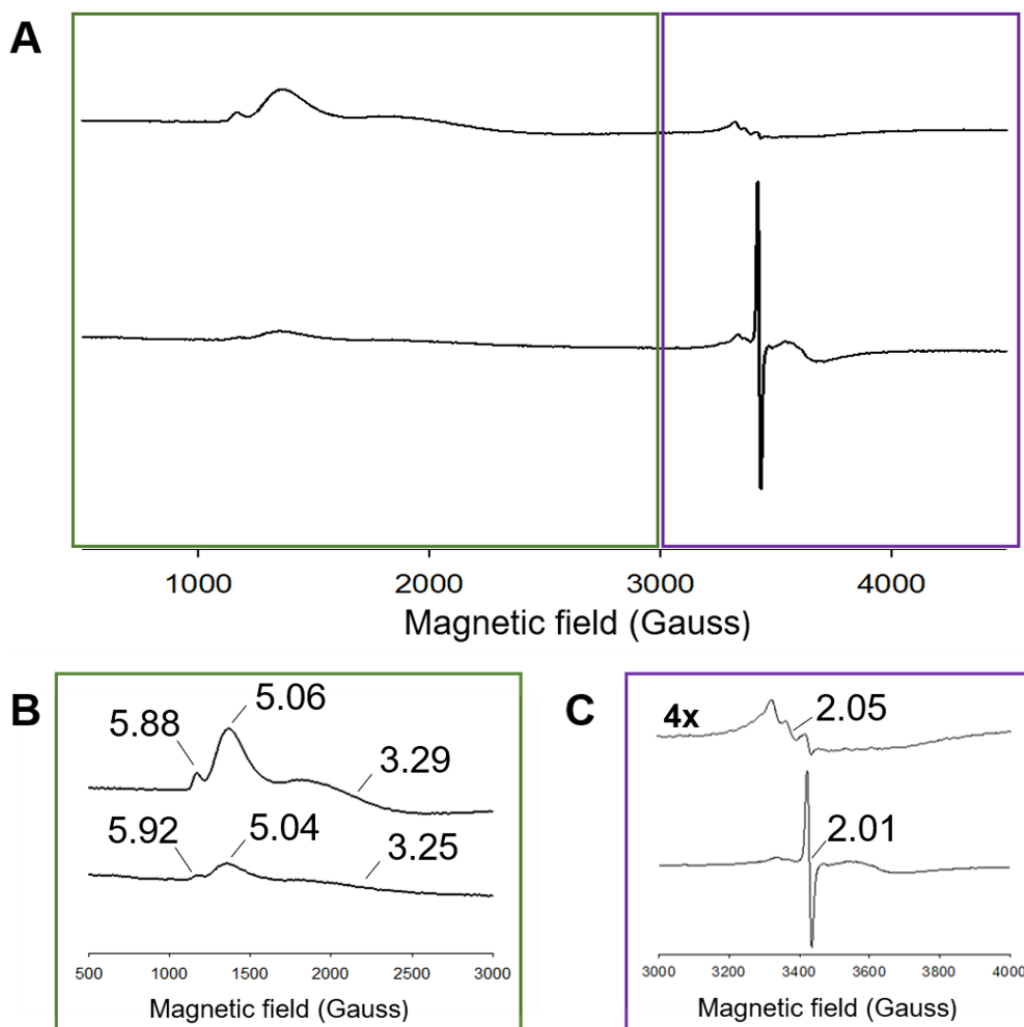 A
1000 2000 3000 4000
Magnetic field (Gauss)
B
5.88
5.06
3.29
5.92
5.04
3.25
500 1000 1500 2000 2500 3000
Magnetic field (Gauss)
C
4x
2.05
2.01
3000 3200 3400 3600 3800 4000
Magnetic field (Gauss)